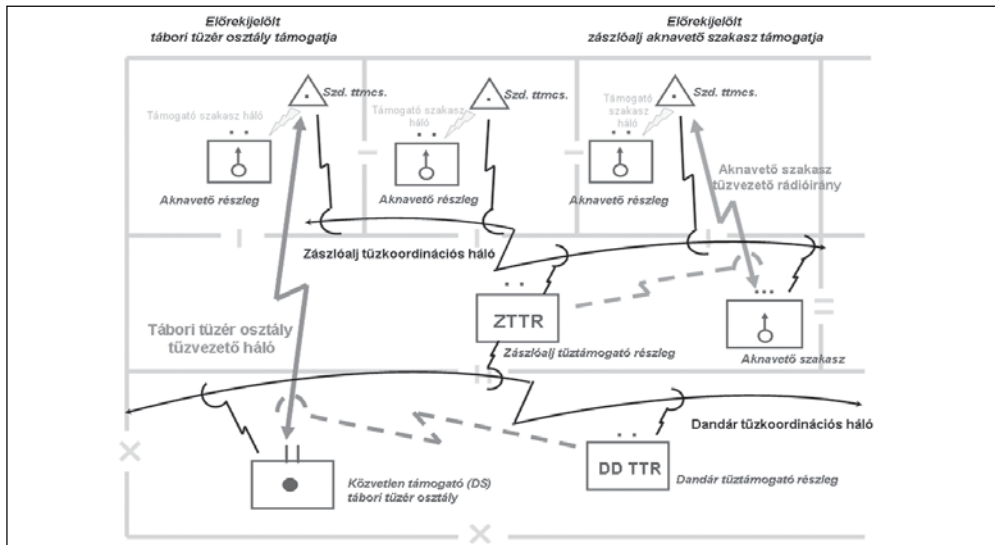 Előrekijelölt
tábori tüzér osztály támogatja
Előrekijelölt
zászlóalj aknavető szakasz támogatja
Szd. ttmcs.
Szd. ttmcs.
Szd. ttmcs.
Támogató szakasz háló
Támogató szakasz
háló
Támogató
szakasz
háló
Aknavető részleg
Aknavető részleg
Aknavető részleg
Aknavető szakasz
tűzvezető rádióirány
Zászlóalj tűzkoordinációs háló
ZTTR
Zászlóalj tűztámogató részleg
Aknavető szakasz
Tábori tüzér osztály
tűzvezető háló
Dandár tűzkoordinációs háló
DD TTR
Dandár tűztámogató részleg
Közvetlen támogató (DS)
tábori tüzér osztály